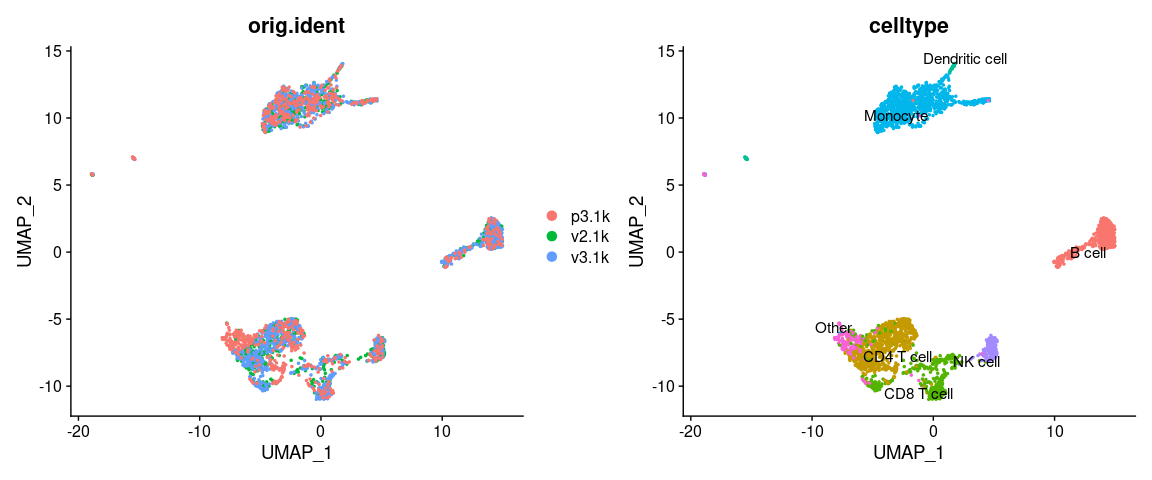 orig.ident
15
10
5
0
-5
-10
-20
-10
0
10
UMAP_1
UMAP_2
p3.1k
v2.1k
v3.1k
celltype
15
10
5
0
-5
-10
-20
-10
0
10
UMAP_1
UMAP_2
Dendritic cell
Monocyte
B cell
Other
CD4 T cell
NK cell
CD8 T cell